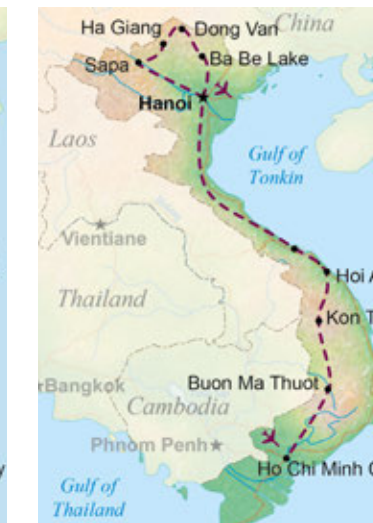 Ha Giang
Dong Van
China
Sapa
Ba Be Lake
Hanoi
Laos
Gulf of
Tonkin
Vientiane
Hoi A
Thailand
Kon T
Buon Ma Thuot
Bangkok
Cambodia
Phnom Penh
Ho Chi Minh C
y
Gulf of
Thailand